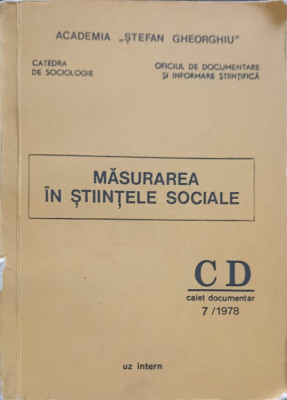 ACADEMIA „ȘTEFAN GHEORGHIU"
CATEDRA
DE SOCIOLOGIE
OFICIUL DE DOCUMENTARE
ȘI INFORMARE ȘTIINȚIFICĂ
MĂSURAREA
ÎN ȘTIINȚELE SOCIALE
CD
caiet documentar
7/1978
uz intern